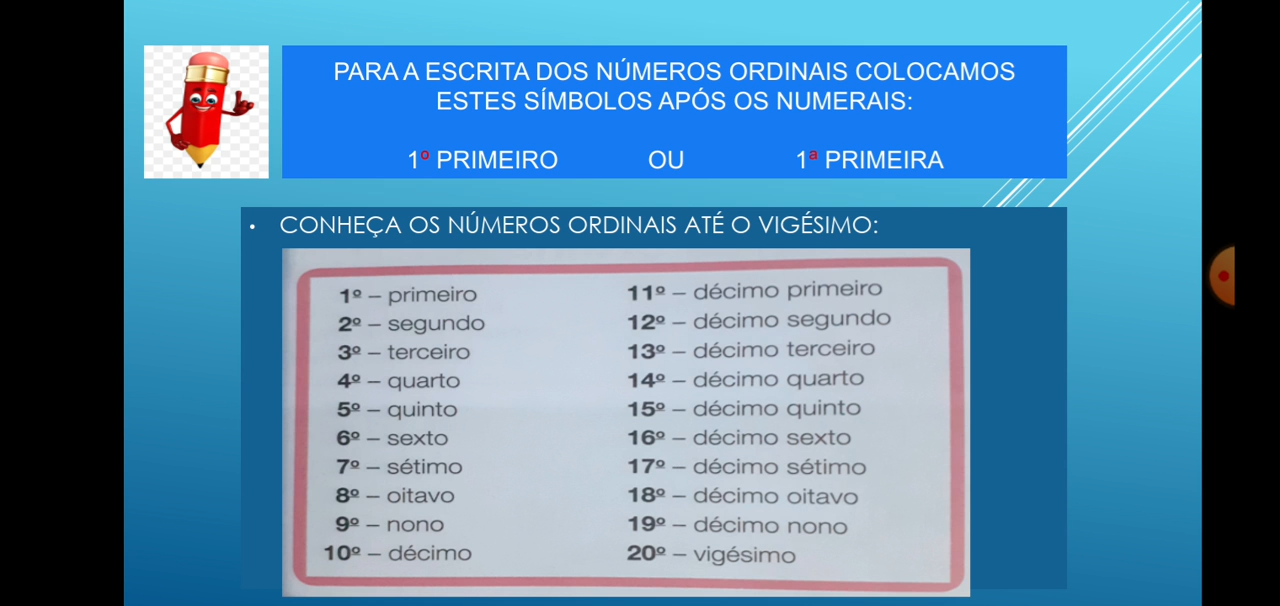 PARA A ESCRITA DOS NÚMEROS ORDINAIS COLOCAMOS
ESTES SÍMBOLOS APÓS OS NUMERAIS:
1º PRIMEIRO OU 1ª PRIMEIRA
• CONHEÇA OS NÚMEROS ORDINAIS ATÉ O VIGÉSIMO:
1º – primeiro
2º – segundo
3º – terceiro
4º – quarto
5º – quinto
6º – sexto
7º – sétimo
8º – oitavo
9º – nono
10º – décimo
11º – décimo primeiro
12º – décimo segundo
13º – décimo terceiro
14º – décimo quarto
15º – décimo quinto
16º – décimo sexto
17º – décimo sétimo
18º – décimo oitavo
19º – décimo nono
20º – vigésimo